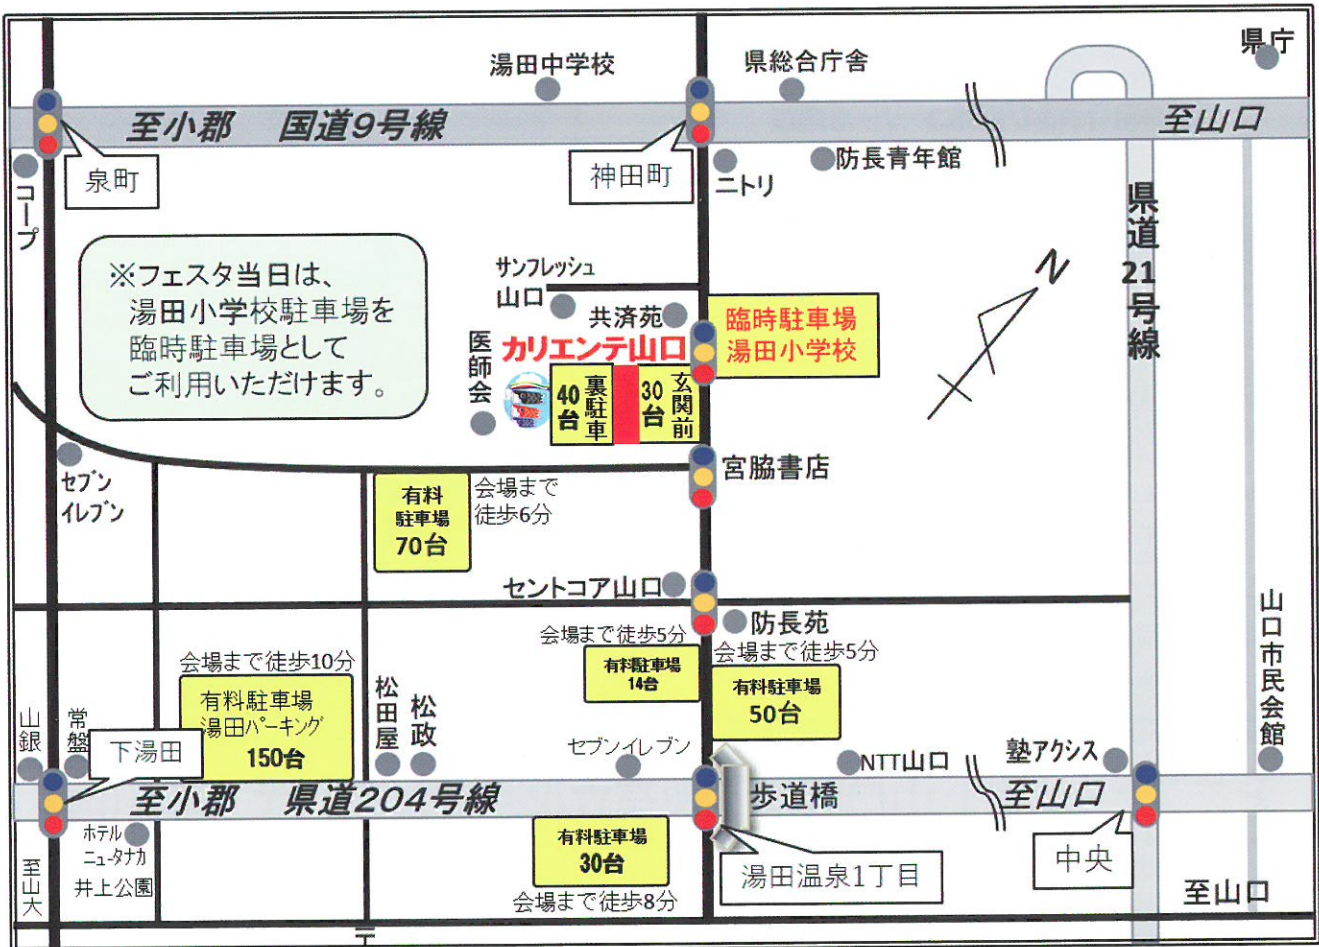 県庁
湯田中学校
県総合庁舎
至小郡 国道9号線
至山口
泉町
神田町
ニトリ
防長青年館
コープ
県道21号線
※フェスタ当日は、
湯田小学校駐車場を
臨時駐車場として
ご利用いただけます。
サンフレッシュ
山口
共済苑
N
臨時駐車場
湯田小学校
医師会
カリエンテ山口
40台
裏駐車
30台
玄関前
セブン
イレブン
宮脇書店
有料
駐車場
70台
会場まで
徒歩6分
セントコア山口
防長苑
会場まで徒歩5分
有料駐車場
14台
会場まで徒歩5分
有料駐車場
50台
山口市民会館
会場まで徒歩10分
有料駐車場
湯田パーキング
150台
松田屋
松政
山銀
常盤
下湯田
セブンイレブン
NTT山口
塾アクシス
至小郡 県道204号線
歩道橋
至山口
ホテル
ニュータナカ
井上公園
至山大
有料駐車場
30台
会場まで徒歩8分
湯田温泉1丁目
中央
至山口